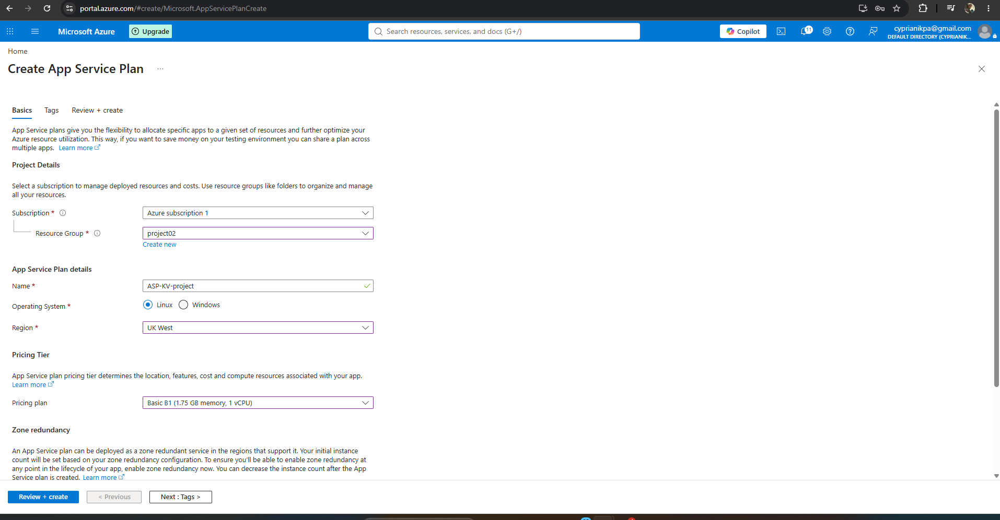 portal.azure.com/#create/Microsoft.AppServicePlanCreate
Microsoft Azure
Upgrade
Search resources, services, and docs (G+/)
Copilot
11
cyprianikpa@gmail.com
DEFAULT DIRECTORY (CYPRIANIK...
Home
Create App Service Plan
...
Basics
Tags
Review + create
App Service plans give you the flexibility to allocate specific apps to a given set of resources and further optimize your
Azure resource utilization. This way, if you want to save money on your testing environment you can share a plan across
multiple apps. Learn more
Project Details
Select a subscription to manage deployed resources and costs. Use resource groups like folders to organize and manage
all your resources.
Subscription *
Azure subscription 1
Resource Group *
project02
Create new
App Service Plan details
Name *
ASP-KV-project
Operating System *
Linux
Windows
Region *
UK West
Pricing Tier
App Service plan pricing tier determines the location, features, cost and compute resources associated with your app.
Learn more
Pricing plan
Basic B1 (1.75 GB memory, 1 vCPU)
Zone redundancy
An App Service plan can be deployed as a zone redundant service in the regions that support it. Your initial instance
count will be set based on your zone redundancy configuration. To ensure you'll be able to enable zone redundancy at
any point in the lifecycle of your app, enable zone redundancy now. You can decrease the instance count after the App
Service plan is created. Learn more
Review + create
< Previous
Next : Tags >